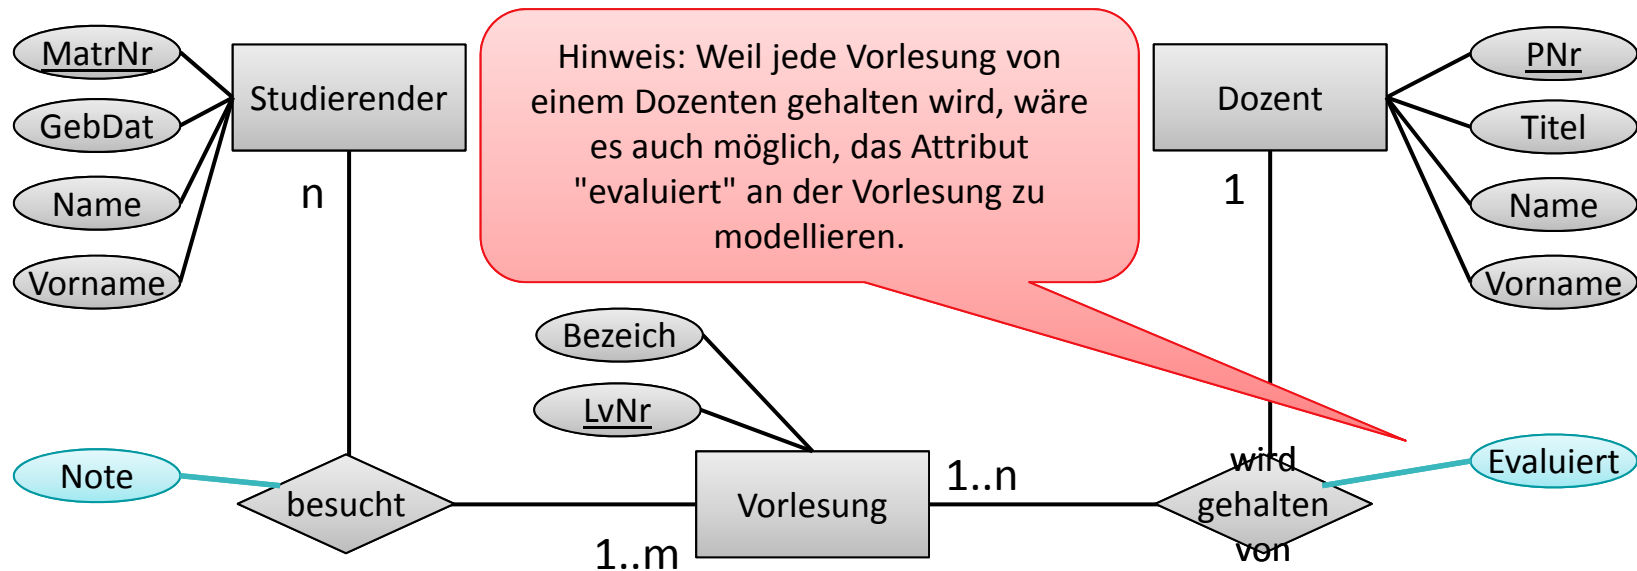 MatrNr
GebDat
Name
Vorname
Studierender
n
Hinweis: Weil jede Vorlesung von
einem Dozenten gehalten wird, wäre
es auch möglich, das Attribut
"evaluiert" an der Vorlesung zu
modellieren.
Dozent
1
PNr
Titel
Name
Vorname
Bezeich
LvNr
Note
besucht
1..m
Vorlesung
1..n
wird
gehalten
von
Evaluiert